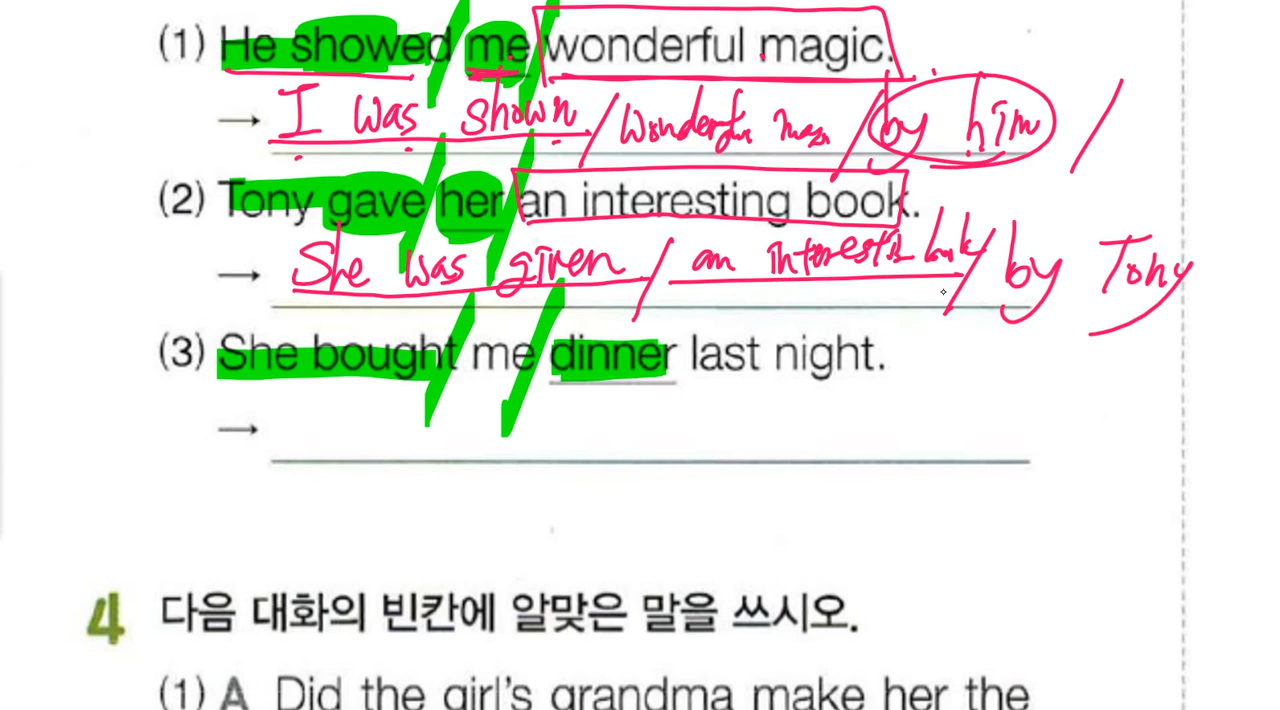 (1) He showed me wonderful magic.
→ I was shown / wonderful / by him /
(2) Tony gave her an interesting book.
→ She was given / an interestin book / by Tony
(3) She bought me dinner last night.
→
4 다음 대화의 빈칸에 알맞은 말을 쓰시오.
(1) A Did the girl's grandma make her the